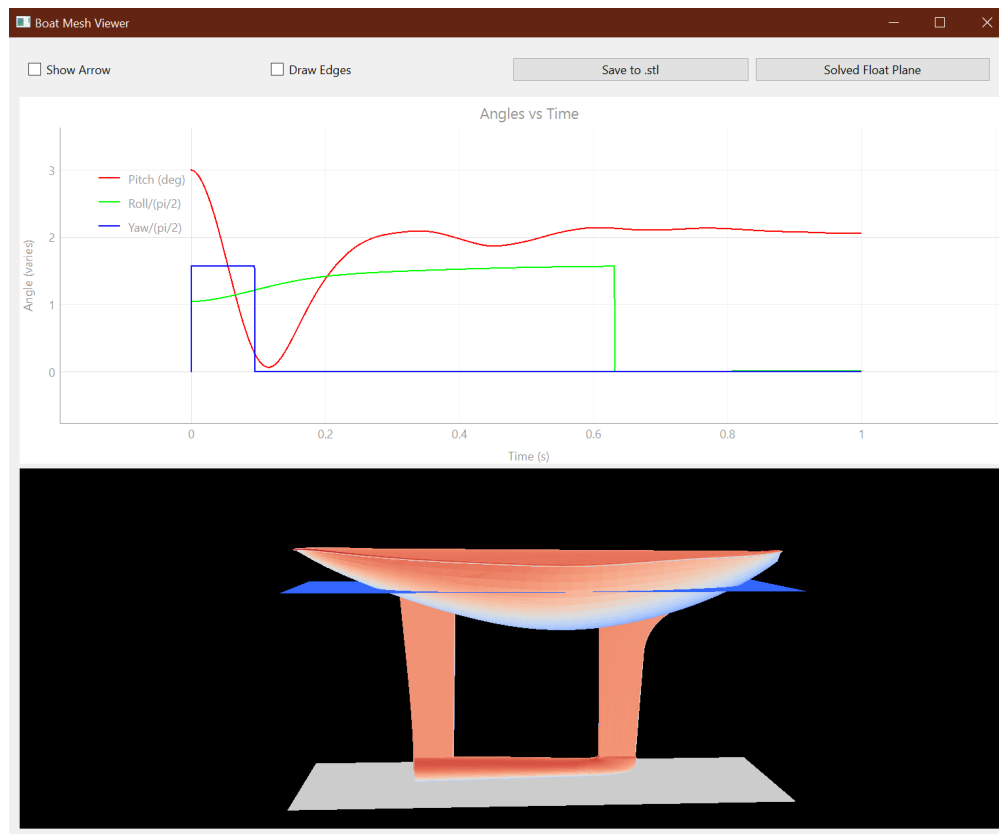 Boat Mesh Viewer
Show Arrow
Draw Edges
Save to .stl
Solved Float Plane
Angles vs Time
Pitch (deg)
Roll/(pi/2)
Yaw/(pi/2)
Angle (varies)
3
2
1
0
0
0.2
0.4
0.6
0.8
1
Time (s)